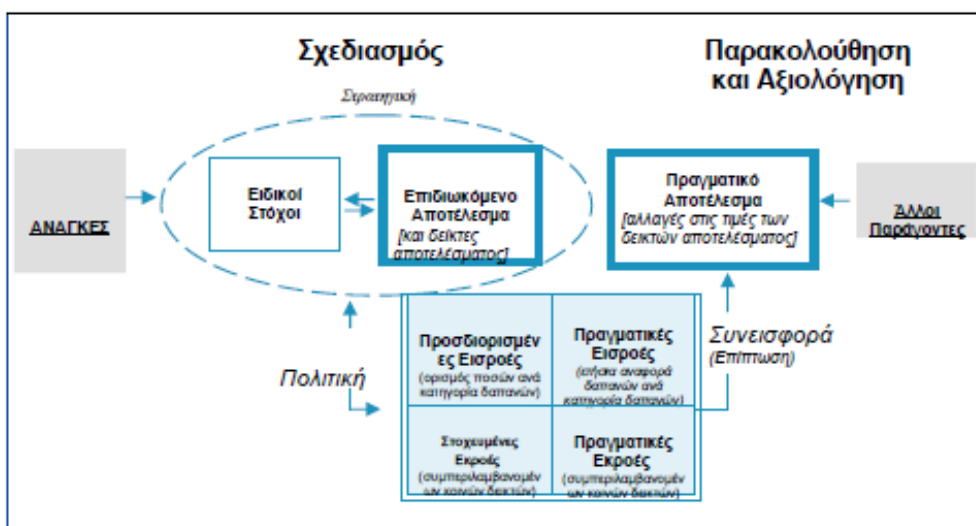 Σχεδιασμός
Παρακολούθηση
και Αξιολόγηση
Στρατηγική
ΑΝΑΓΚΕΣ
Ειδικοί
Στόχοι
Επιδιωκόμενο
Αποτέλεσμα
[και δείκτες
αποτελέσματος]
Πραγματικό
Αποτέλεσμα
[αλλαγές στις τιμές των
δεικτών αποτελέσματος]
Άλλοι
Παράγοντες
Πολιτική
Προσδιορισμέν
ες Εισροές
(ορισμός ποσών ανά
κατηγορία δαπανών)
Πραγματικές
Εισροές
(ετήσια αναφορά
δαπανών ανά
κατηγορία δαπανών)
Συνεισφορά
(Επίπτωση)
Στοχευμένες
Εκροές
(συμπεριλαμβανομέν
ων κοινών δεικτών)
Πραγματικές
Εκροές
(συμπεριλαμβανομέν
ων κοινών δεικτών)